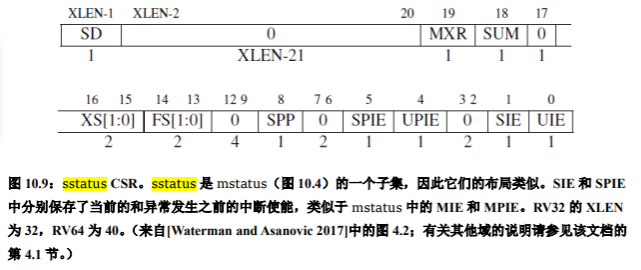 XLEN-1 XLEN-2 20 19 18 17
SD 0 MXR SUM 0
1 XLEN-21 1 1 1
16 15 14 13 12 9 8 7 6 5 4 3 2 1 0
XS[1:0] FS[1:0] 0 SPP 0 SPIE UPIE 0 SIE UIE
2 2 4 1 2 1 1 2 1 1
图 10.9：sstatus CSR。sstatus 是 mstatus（图 10.4）的一个子集，因此它们的布局类似。SIE 和 SPIE
中分别保存了当前的和异常发生之前的中断使能，类似于 mstatus 中的 MIE 和 MPIE。RV32 的 XLEN
为 32，RV64 为 40。（来自[Waterman and Asanovic 2017]中的图 4.2；有关其他域的说明请参见该文档的
第 4.1 节。）